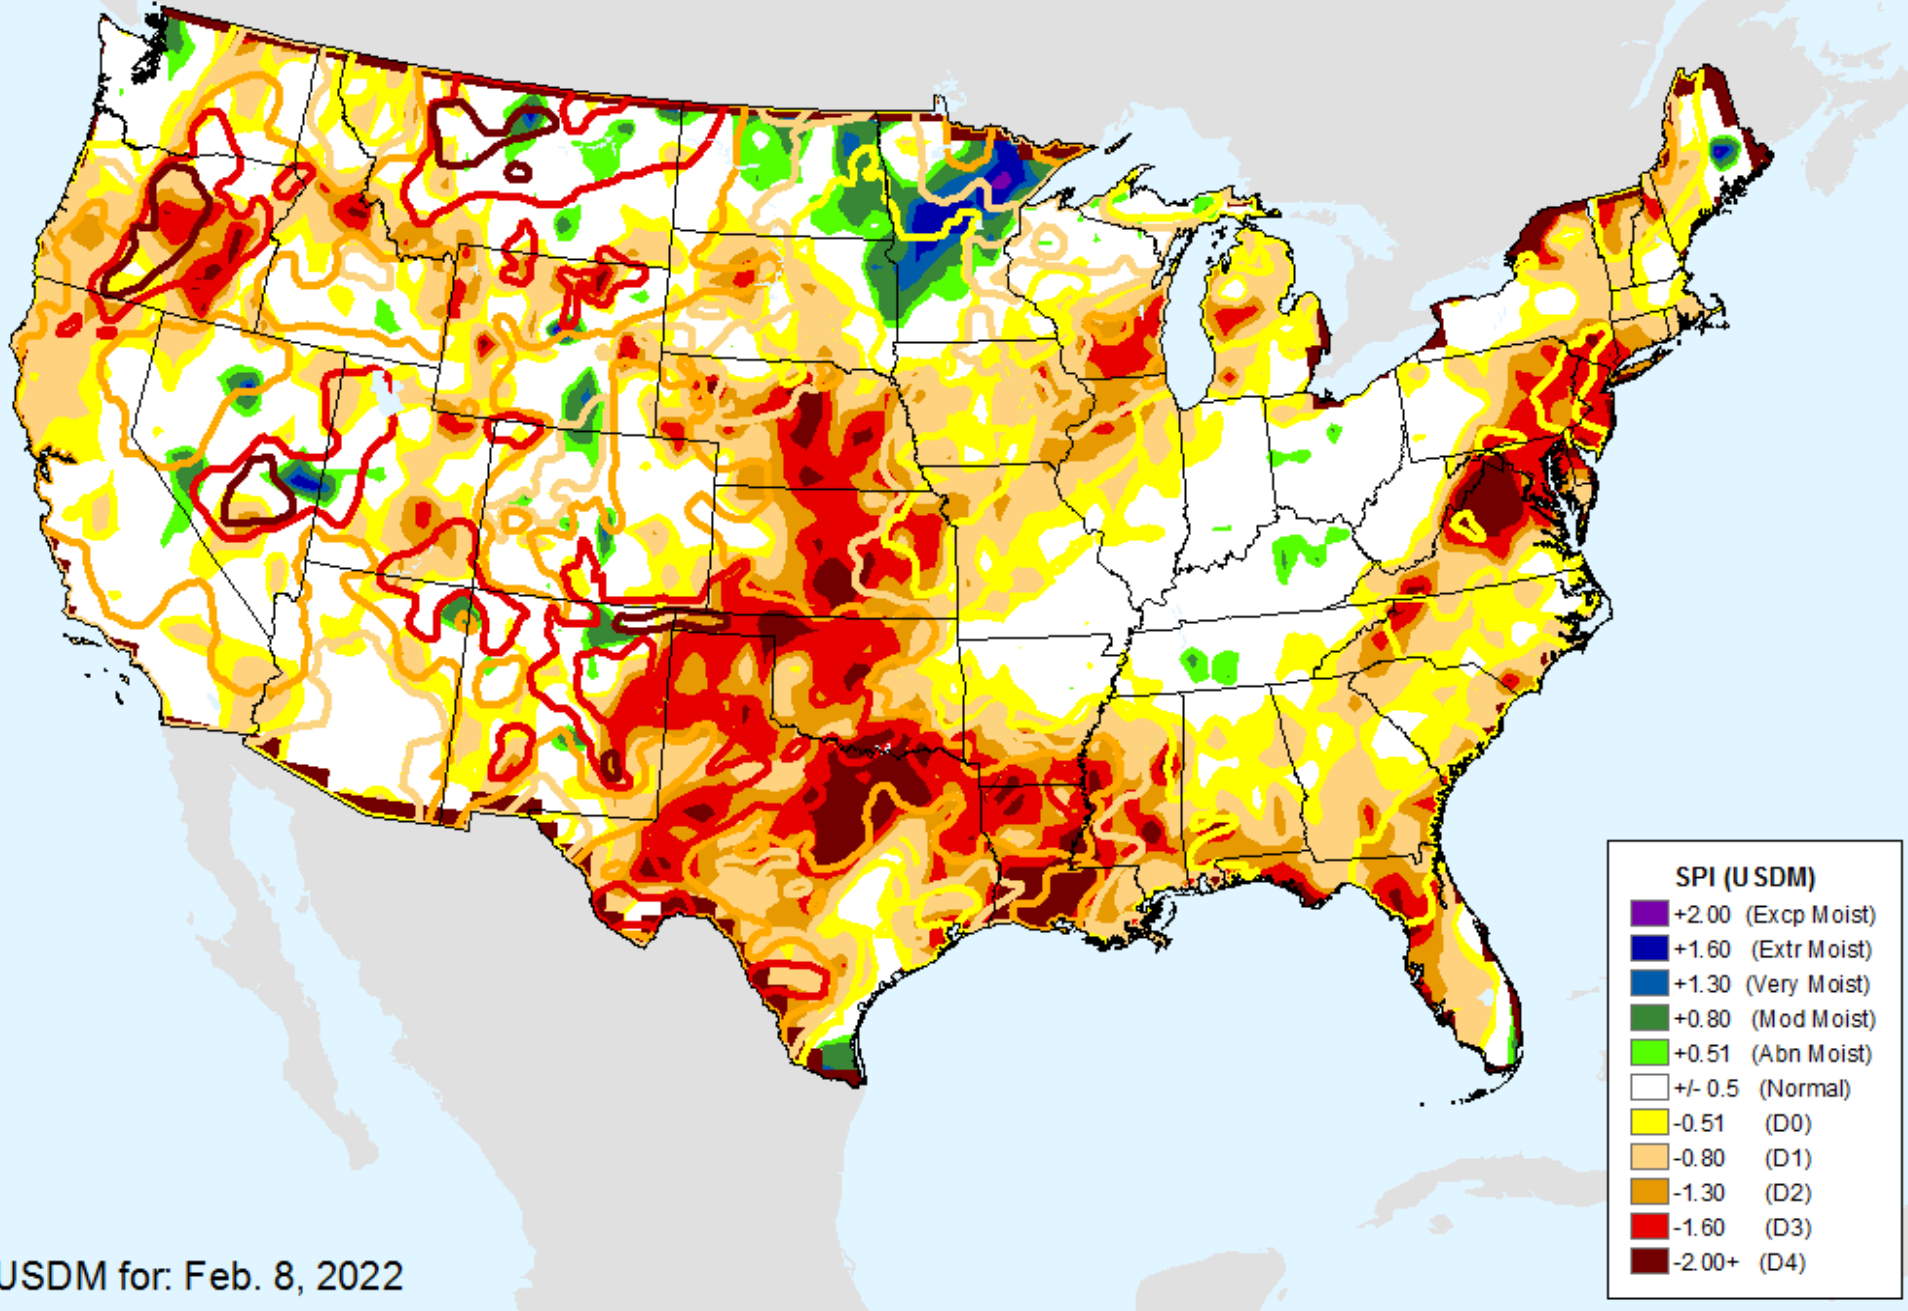 SPI (USDM)
+2.00 (Excp Moist)
+1.60 (Extr Moist)
+1.30 (Very Moist)
+0.80 (Mod Moist)
+0.51 (Abn Moist)
+/- 0.5 (Normal)
-0.51 (D0)
-0.80 (D1)
-1.30 (D2)
-1.60 (D3)
-2.00+ (D4)
USDM for: Feb. 8, 2022